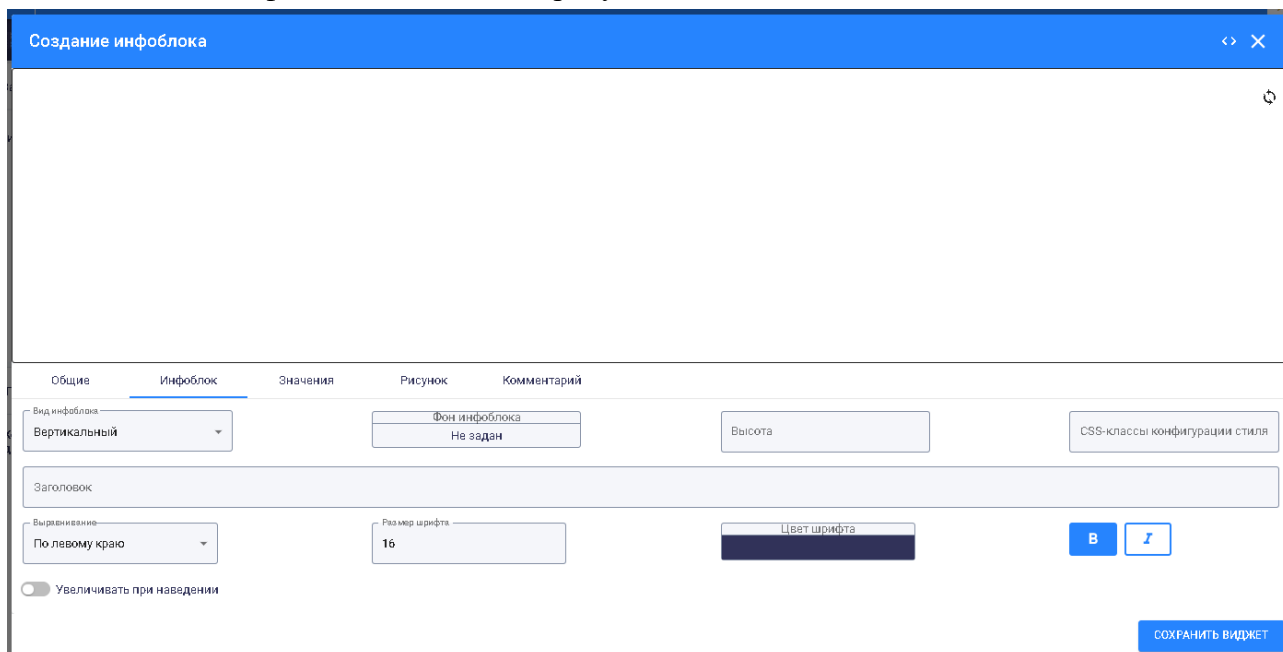 Создание инфоблока
Общие Инфоблок Значения Рисунок Комментарий
Вид инфоблока Фон инфоблока
Вертикальный Не задан Высота CSS-классы конфигурации стиля
Заголовок
Выравнивание Размер шрифта Цвет шрифта
По левому краю 16 B I
Увеличивать при наведении
СОХРАНИТЬ ВИДЖЕТ